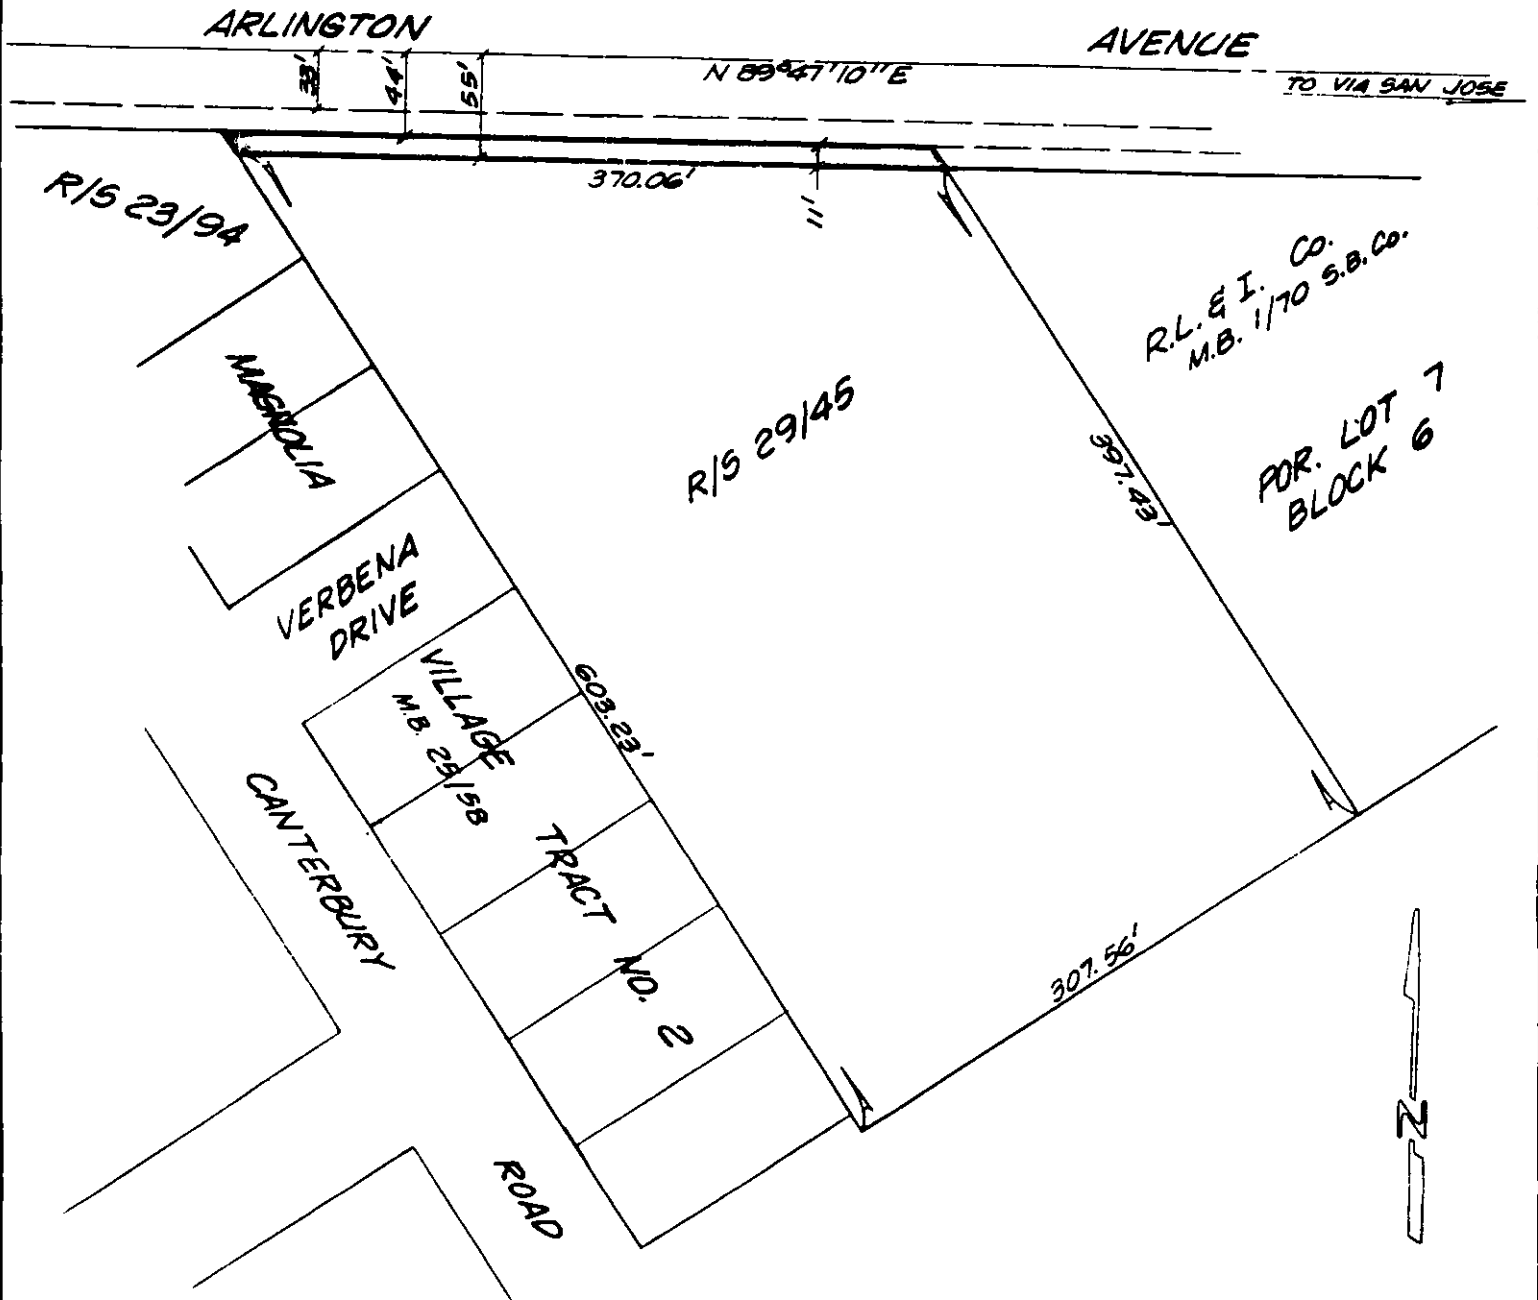 ARLINGTON AVENUE
33'
44'
55'
N 89°47'10"E
TO VIA SAN JOSE
370.06'
11'
R/S 23/94
R.L. & I. CO.
M.B. 1/70 S.B. CO.
MAGNOLIA
R/S 29/45
397.43'
POR. LOT 7
BLOCK 6
VERBENA
DRIVE
VILLAGE
M.B. 25/58
603.23'
CANTERBURY
TRACT
NO. 2
307.56'
N
ROAD